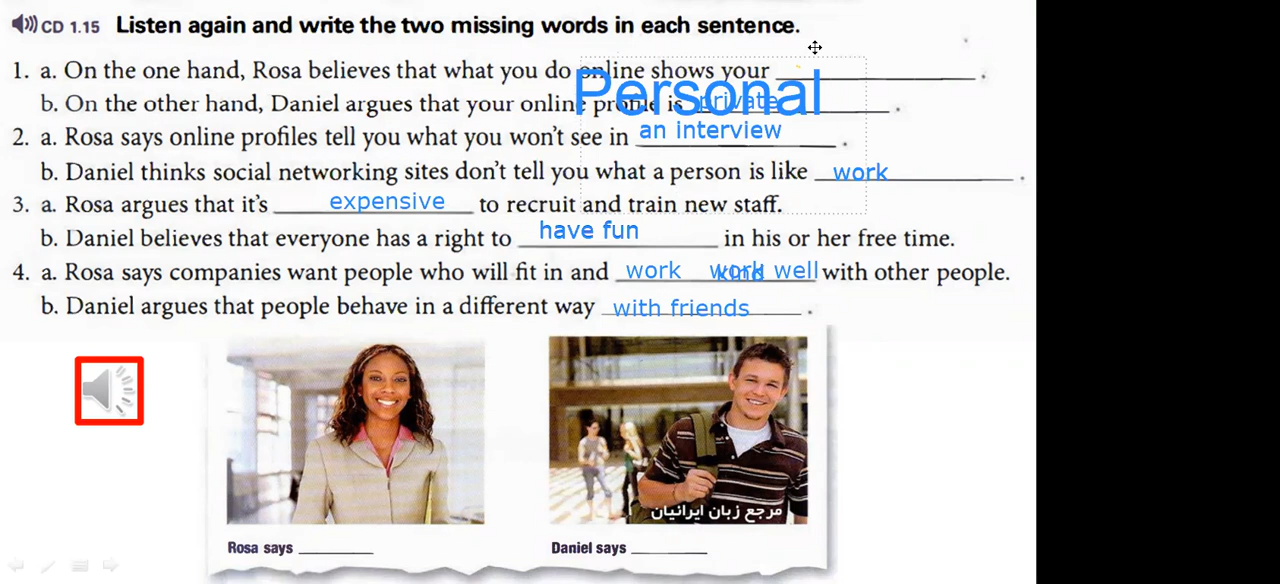 CD 1.15 Listen again and write the two missing words in each sentence.
1. a. On the one hand, Rosa believes that what you do online shows your ____________ .
Personal
b. On the other hand, Daniel argues that your online profile is private .
2. a. Rosa says online profiles tell you what you won't see in an interview .
b. Daniel thinks social networking sites don't tell you what a person is like work .
3. a. Rosa argues that it's expensive to recruit and train new staff.
b. Daniel believes that everyone has a right to have fun in his or her free time.
4. a. Rosa says companies want people who will fit in and work work well kind with other people.
b. Daniel argues that people behave in a different way with friends .
مرجع زبان ایرانیان
Rosa says ________
Daniel says ________